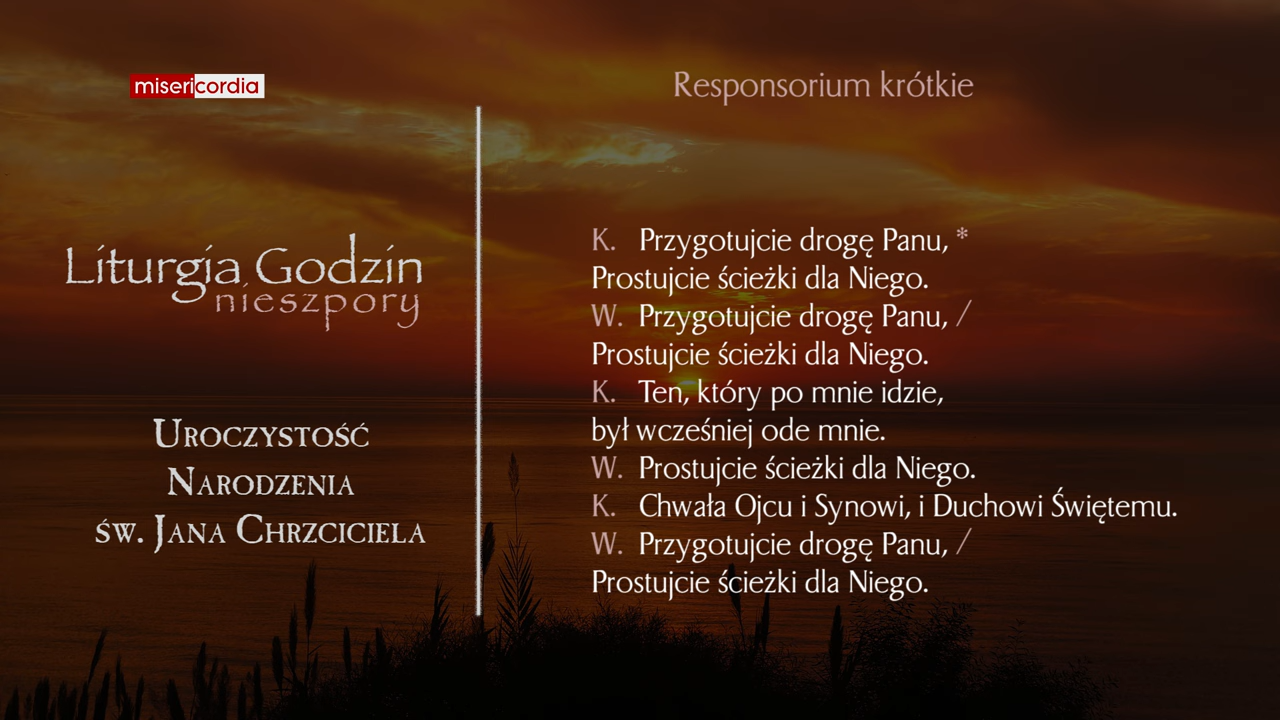 misericordia
Liturgia Godzin
nieszpory
Uroczystość
Narodzenia
św. Jana Chrzciciela
Responsorium krótkie
K. Przygotujcie drogę Panu, *
Prostujcie ścieżki dla Niego.
W. Przygotujcie drogę Panu, /
Prostujcie ścieżki dla Niego.
K. Ten, który po mnie idzie,
był wcześniej ode mnie.
W. Prostujcie ścieżki dla Niego.
K. Chwała Ojcu i Synowi, i Duchowi Świętemu.
W. Przygotujcie drogę Panu, /
Prostujcie ścieżki dla Niego.